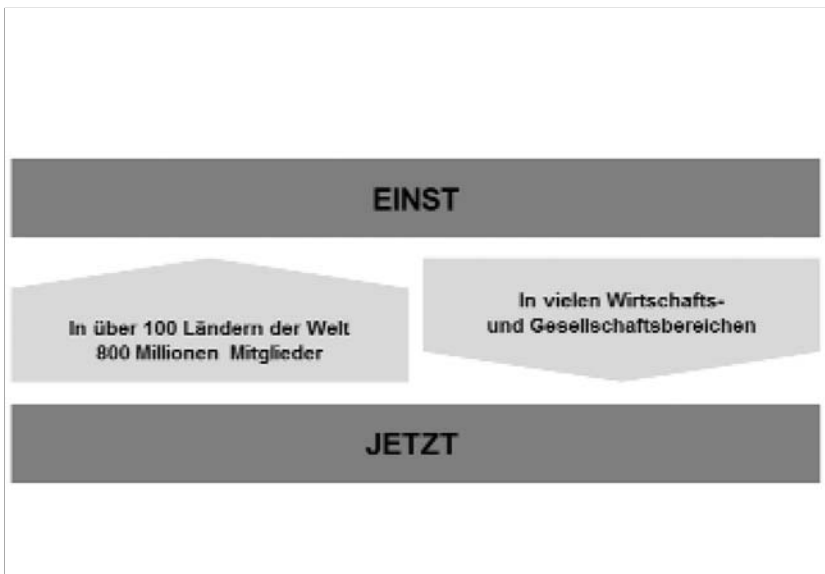 EINST
In über 100 Ländern der Welt
800 Millionen Mitglieder
In vielen Wirtschafts-
und Gesellschaftsbereichen
JETZT